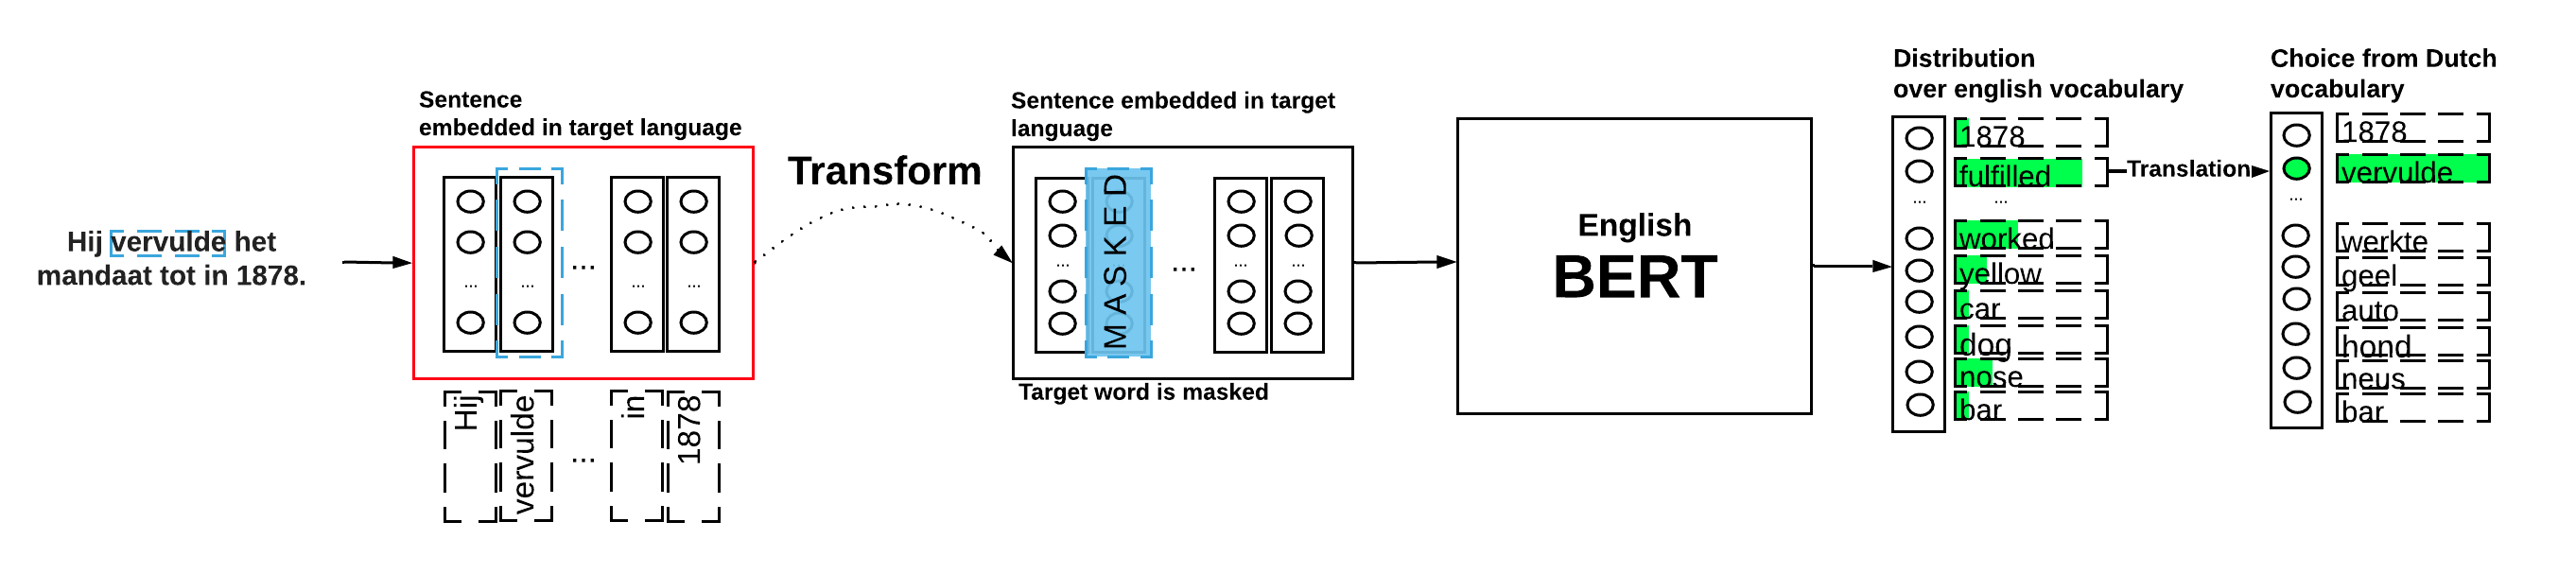 Hij vervulde het
mandaat tot in 1878.
Sentence
embedded in target language
...
...
...
...
...
Hij
vervulde
...
in
1878
Transform
Sentence embedded in target
language
...
MASKED
...
...
...
Target word is masked
English
BERT
Distribution
over english vocabulary
1878
fulfilled
... ...
worked
yellow
car
dog
nose
bar
Translation
Choice from Dutch
vocabulary
1878
vervulde
...
werkte
geel
auto
hond
neus
bar